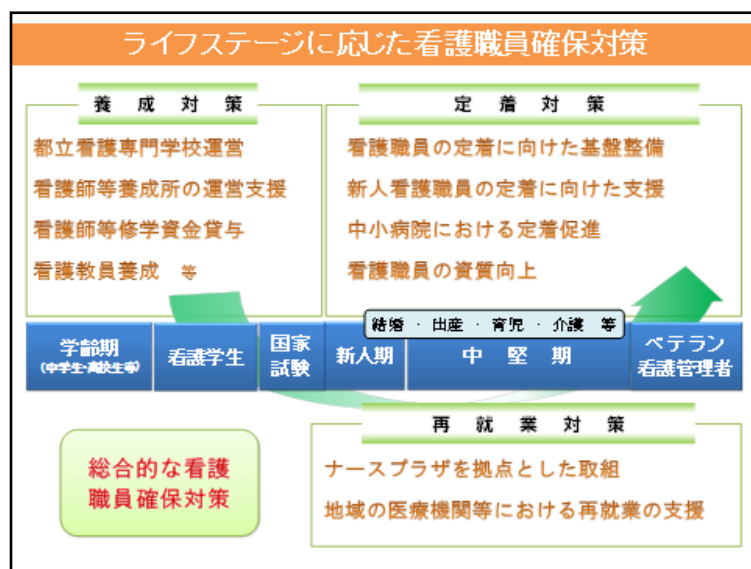 ライフステージに応じた看護職員確保対策
養成対策
都立看護専門学校運営
看護師等養成所の運営支援
看護師等修学資金貸与
看護教員養成 等
定着対策
看護職員の定着に向けた基盤整備
新人看護職員の定着に向けた支援
中小病院における定着促進
看護職員の資質向上
結婚・出産・育児・介護 等
学齢期
(中学生・高校生等)
看護学生
国家
試験
新人期
中堅期
ベテラン
看護管理者
総合的な看護
職員確保対策
再就業対策
ナースプラザを拠点とした取組
地域の医療機関等における再就業の支援